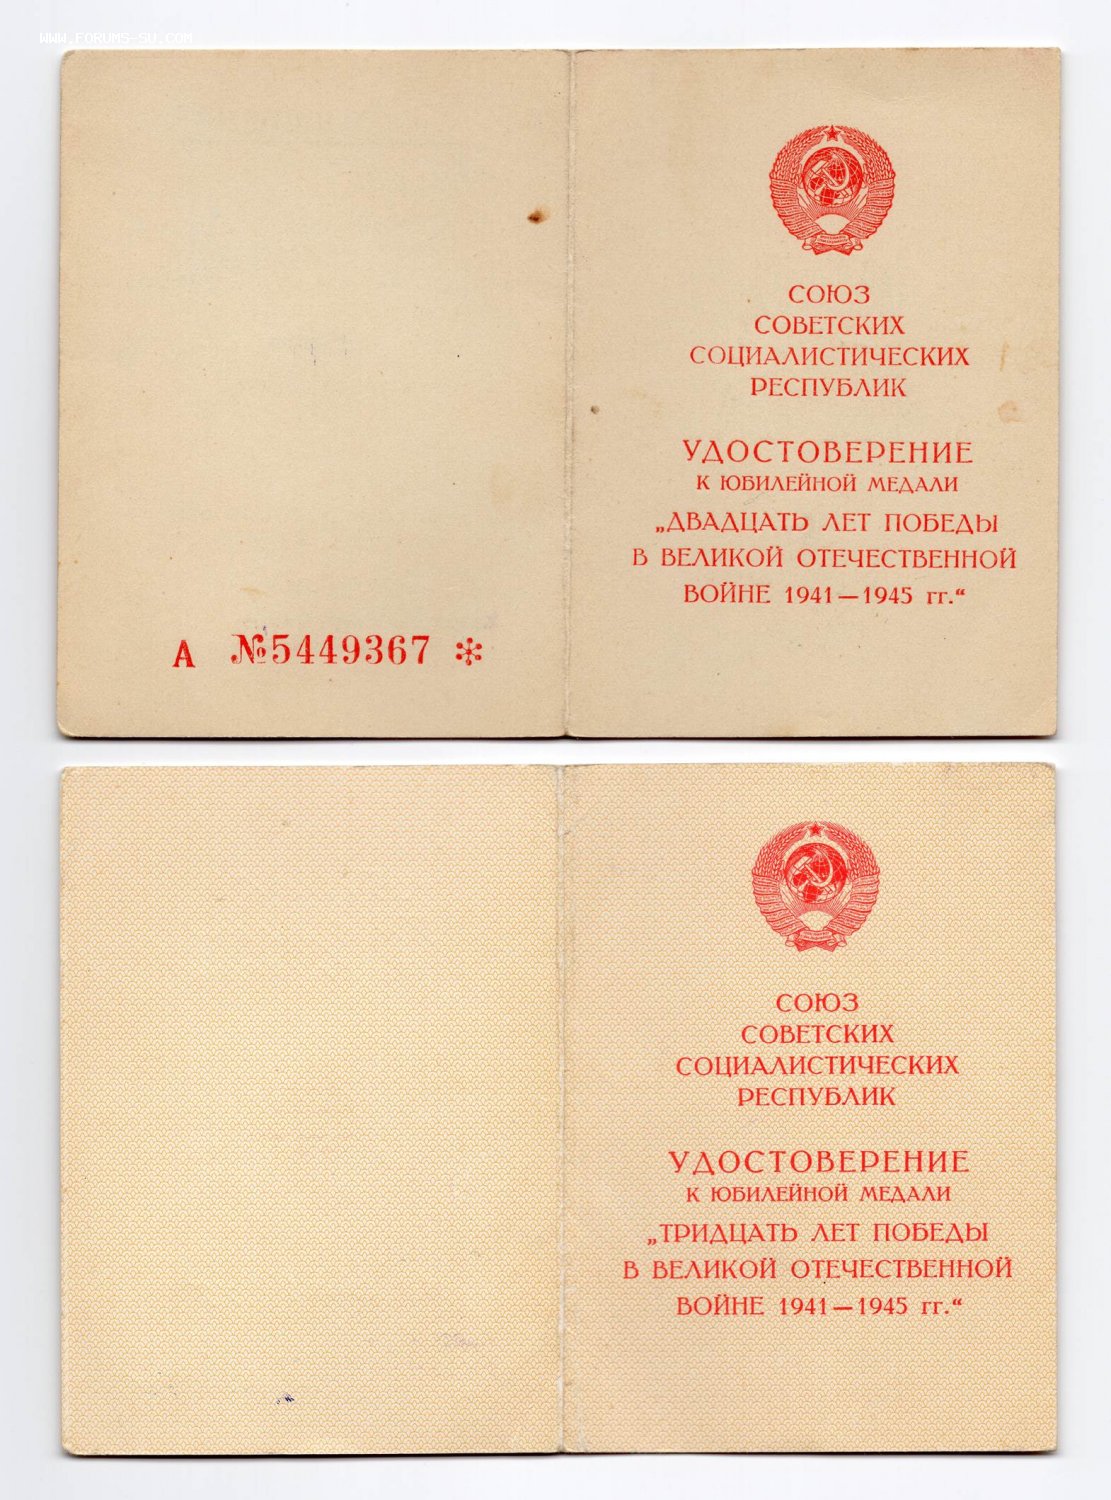 WWW.FORUMS-SU.COM
СОЮЗ
СОВЕТСКИХ
СОЦИАЛИСТИЧЕСКИХ
РЕСПУБЛИК
УДОСТОВЕРЕНИЕ
К ЮБИЛЕЙНОЙ МЕДАЛИ
„ДВАДЦАТЬ ЛЕТ ПОБЕДЫ
В ВЕЛИКОЙ ОТЕЧЕСТВЕННОЙ
ВОЙНЕ 1941—1945 гг.“
А №5449367 *
СОЮЗ
СОВЕТСКИХ
СОЦИАЛИСТИЧЕСКИХ
РЕСПУБЛИК
УДОСТОВЕРЕНИЕ
К ЮБИЛЕЙНОЙ МЕДАЛИ
„ТРИДЦАТЬ ЛЕТ ПОБЕДЫ
В ВЕЛИКОЙ ОТЕЧЕСТВЕННОЙ
ВОЙНЕ 1941—1945 гг.“